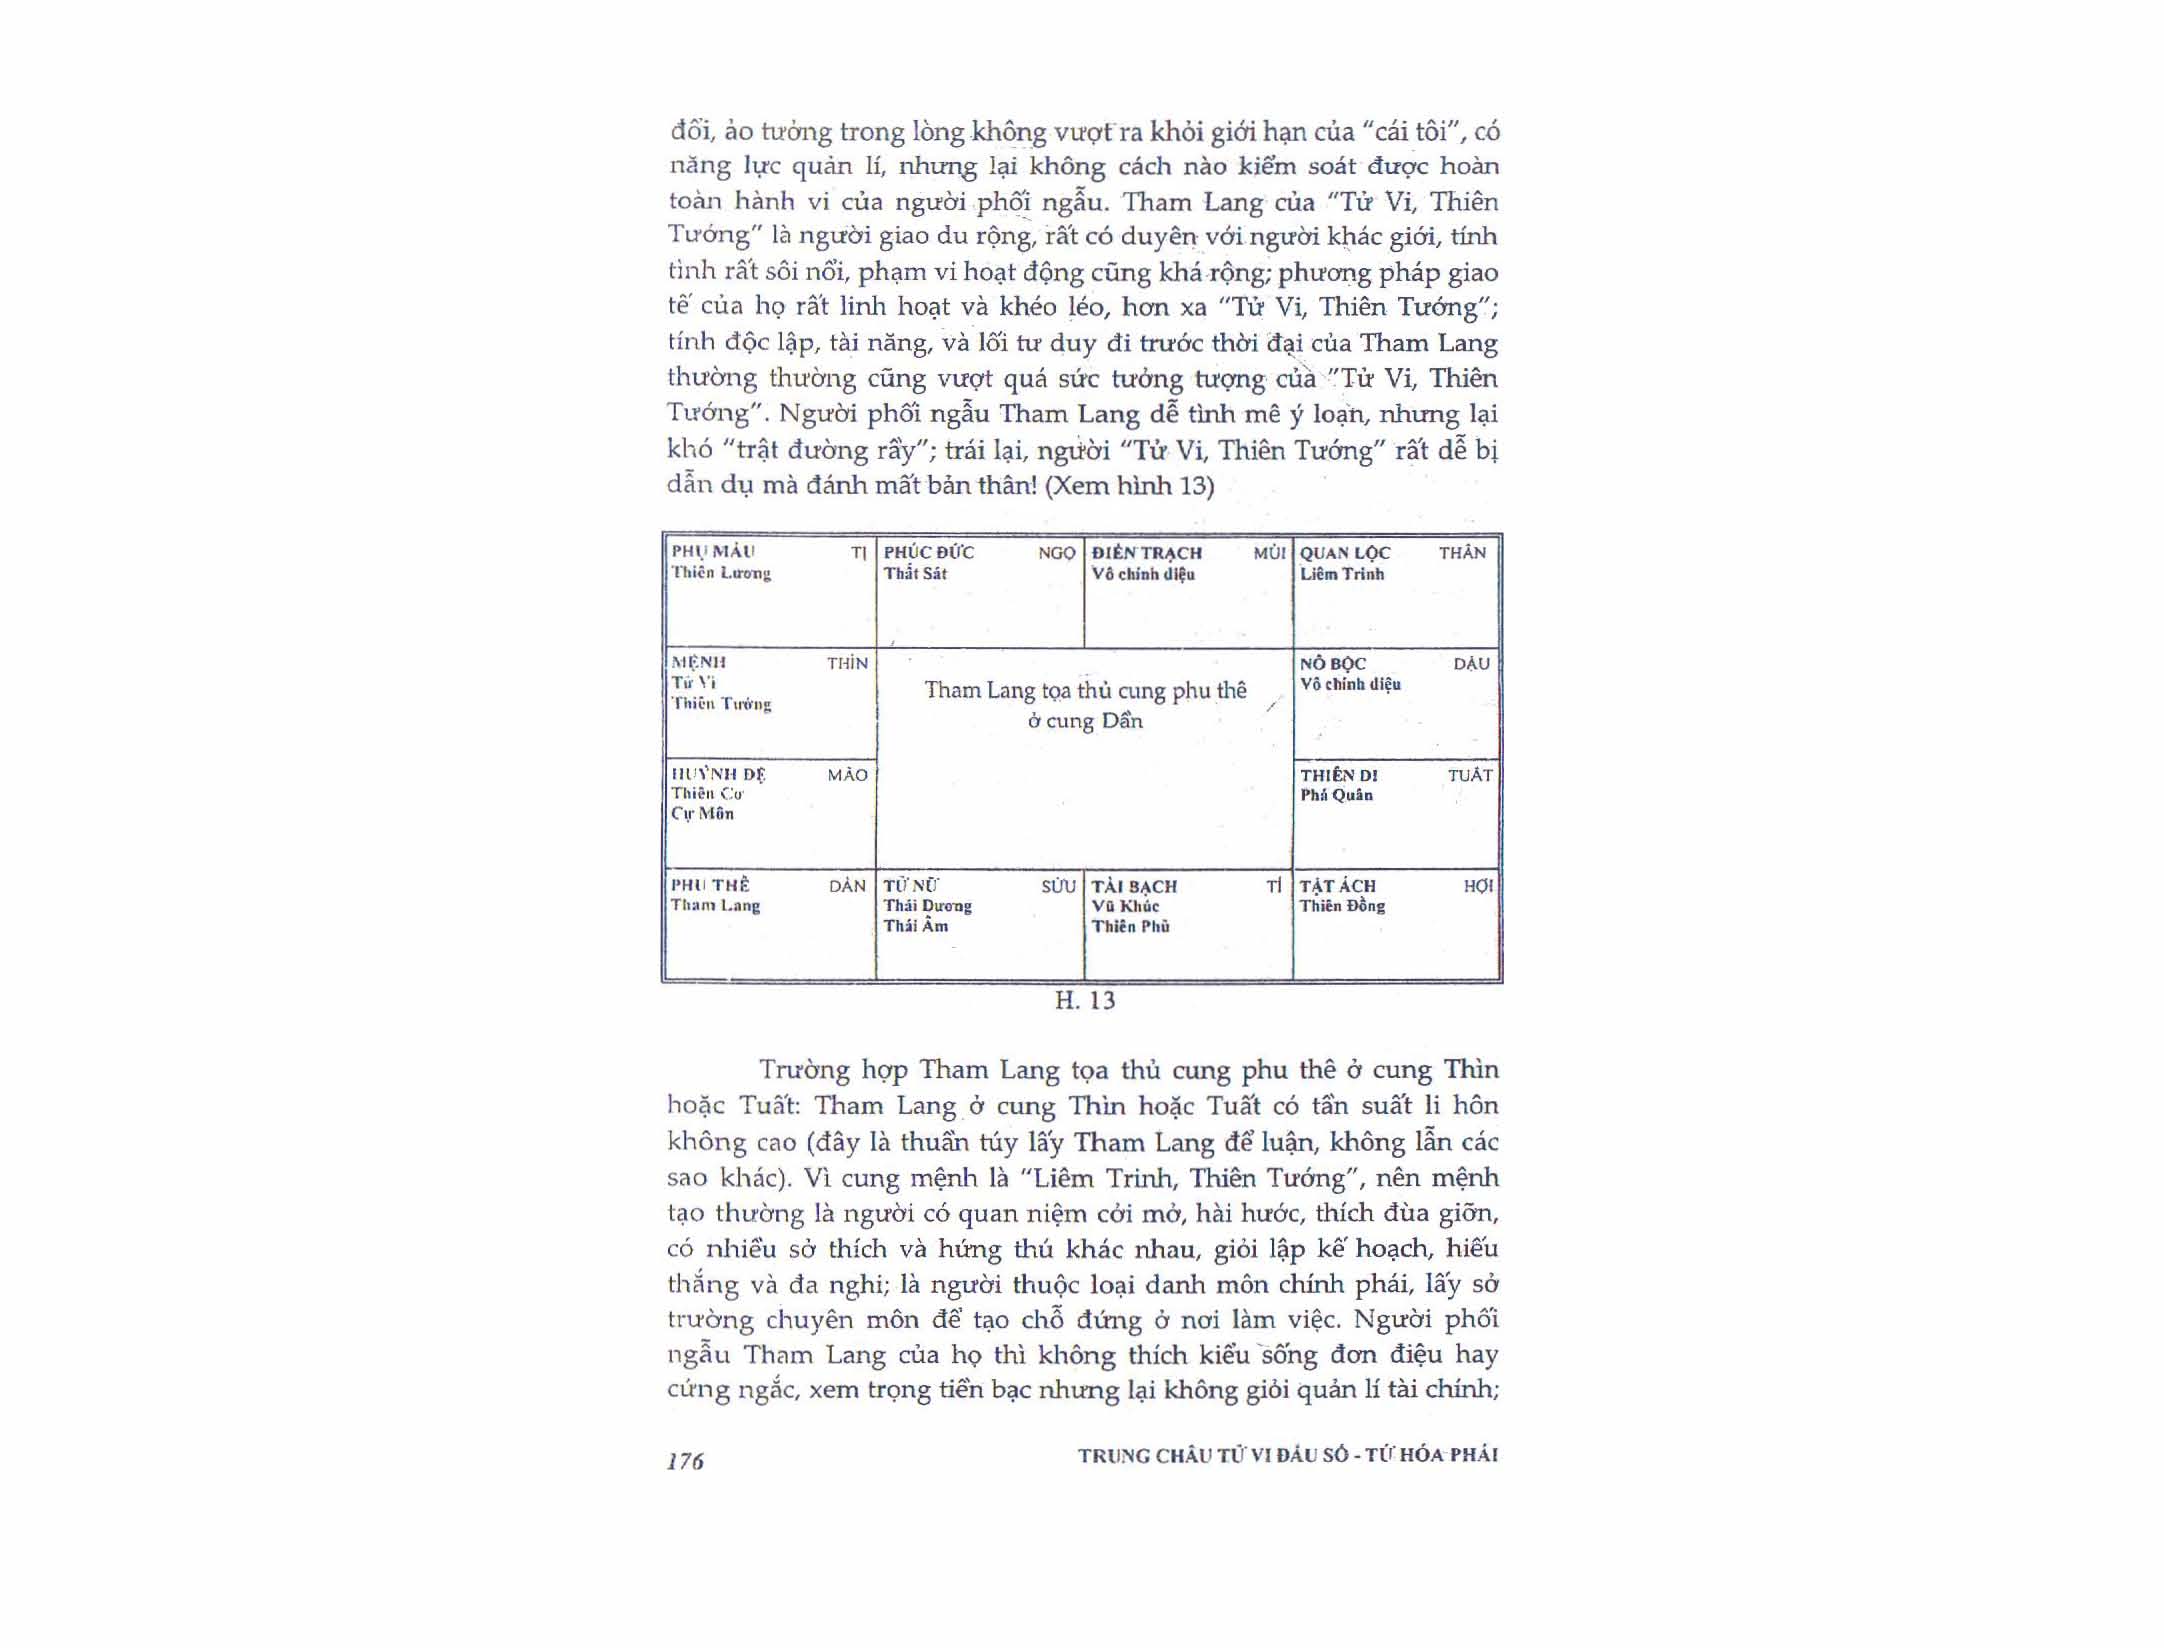 đổi, ảo tưởng trong lòng không vượt ra khỏi giới hạn của “cái tôi”, có
năng lực quản lí, nhưng lại không cách nào kiểm soát được hoàn
toàn hành vi của người phối ngẫu. Tham Lang của “Tử Vi, Thiên
Tướng” là người giao du rộng, rất có duyên với người khác giới, tính
tình rất sôi nổi, phạm vi hoạt động cũng khá rộng; phương pháp giao
tế của họ rất linh hoạt và khéo léo, hơn xa “Tử Vi, Thiên Tướng”;
tính độc lập, tài năng, và lối tư duy đi trước thời đại của Tham Lang
thường thường cũng vượt quá sức tưởng tượng của “Tử Vi, Thiên
Tướng”. Người phối ngẫu Tham Lang dễ tình mê ý loạn, nhưng lại
khó “trật đường rầy”; trái lại, người “Tử Vi, Thiên Tướng” rất dễ bị
dẫn dụ mà đánh mất bản thân! (Xem hình 13)
PHỤ MẪU TỊ PHÚC ĐỨC NGỌ ĐIỀN TRẠCH MÙI QUAN LỘC THÂN
Thiên Lương Thất Sát Vô chính diệu Liêm Trinh
MỆNH THÌN NÔ BỘC DẬU
Tử Vi Vô chính diệu
Thiên Tướng
Tham Lang tọa thủ cung phu thê
ở cung Dần
HUYNH ĐỆ MÃO THIÊN DI TUẤT
Thiên Cơ Phá Quân
Cự Môn
PHU THÊ DẦN TỬ NỮ SỬU TÀI BẠCH TÍ TẬT ÁCH HỢI
Tham Lang Thái Dương Vũ Khúc Thiên Đồng
Thái Âm Thiên Phủ
H. 13
Trường hợp Tham Lang tọa thủ cung phu thê ở cung Thìn
hoặc Tuất: Tham Lang ở cung Thìn hoặc Tuất có tần suất li hôn
không cao (đây là thuần túy lấy Tham Lang để luận, không lẫn các
sao khác). Vì cung mệnh là “Liêm Trinh, Thiên Tướng”, nên mệnh
tạo thường là người có quan niệm cởi mở, hài hước, thích đùa giỡn,
có nhiều sở thích và hứng thú khác nhau, giỏi lập kế hoạch, hiếu
thắng và đa nghi; là người thuộc loại danh môn chính phái, lấy sở
trường chuyên môn để tạo chỗ đứng ở nơi làm việc. Người phối
ngẫu Tham Lang của họ thì không thích kiểu sống đơn điệu hay
cứng ngắc, xem trọng tiền bạc nhưng lại không giỏi quản lí tài chính;
176 TRUNG CHÂU TỬ VI ĐẨU SỐ - TỨ HÓA PHÁI